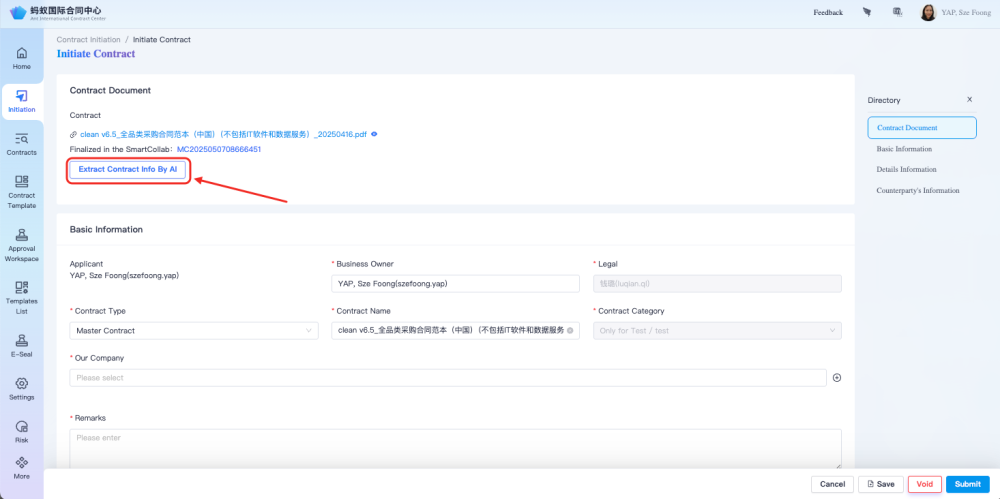 蚂蚁国际合同中心
Ant International Contract Center
Feedback
YAP, Sze Foong
Home
Initiation
Contracts
Contract
Template
Approval
Workspace
Templates
List
E-Seal
Settings
Risk
More
Contract Initiation / Initiate Contract
Initiate Contract
Contract Document
Contract
clean v6.5_全品类采购合同范本（中国）（不包括IT软件和数据服务）_20250416.pdf
Finalized in the SmartCollab： MC2025050708666451
Extract Contract Info By AI
Basic Information
Applicant
YAP, Sze Foong(szefoong.yap)
* Business Owner
YAP, Sze Foong(szefoong.yap)
* Legal
(luqian.ql)
* Contract Type
Master Contract
* Contract Name
clean v6.5_全品类采购合同范本（中国）（不包括IT软件和数据服务
* Contract Category
Only for Test / test
* Our Company
Please select
* Remarks
Please enter
Directory X
Contract Document
Basic Information
Details Information
Counterparty's Information
Cancel
Save
Void
Submit